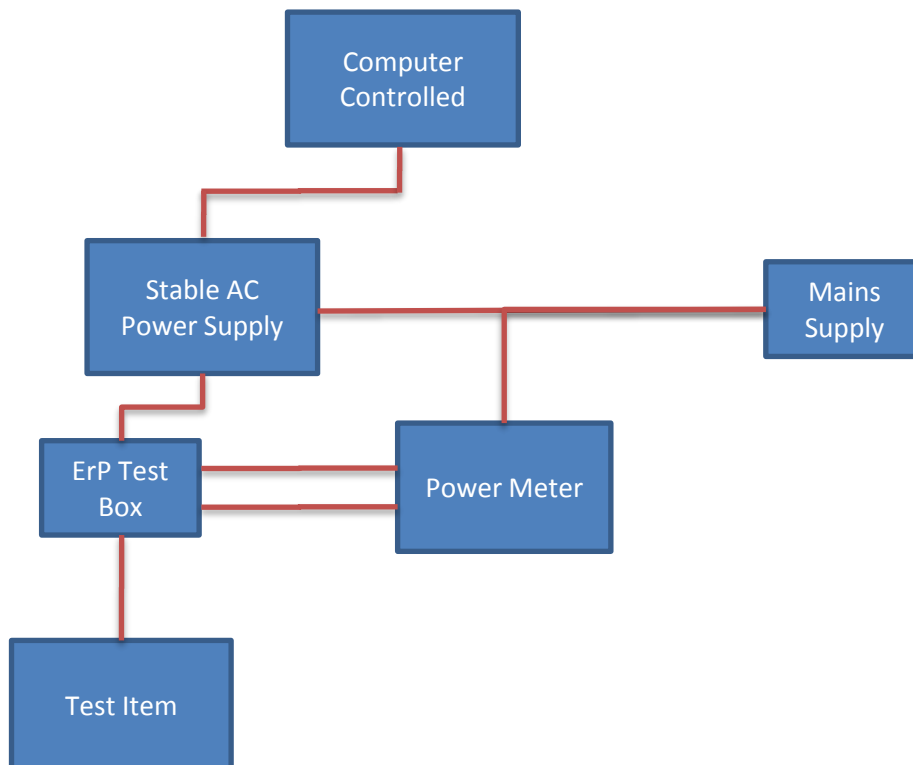 Computer
Controlled
Stable AC
Power Supply
Mains
Supply
ErP Test
Box
Power Meter
Test Item